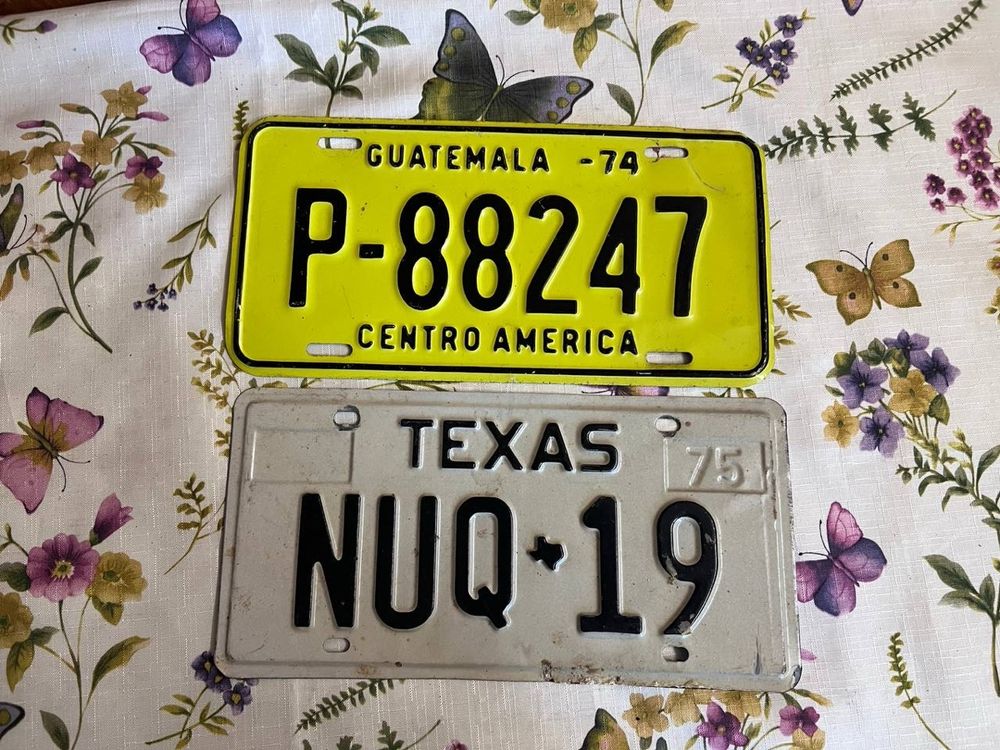 GUATEMALA -74
P-88247
CENTRO AMERICA
TEXAS
75
NUQ 19